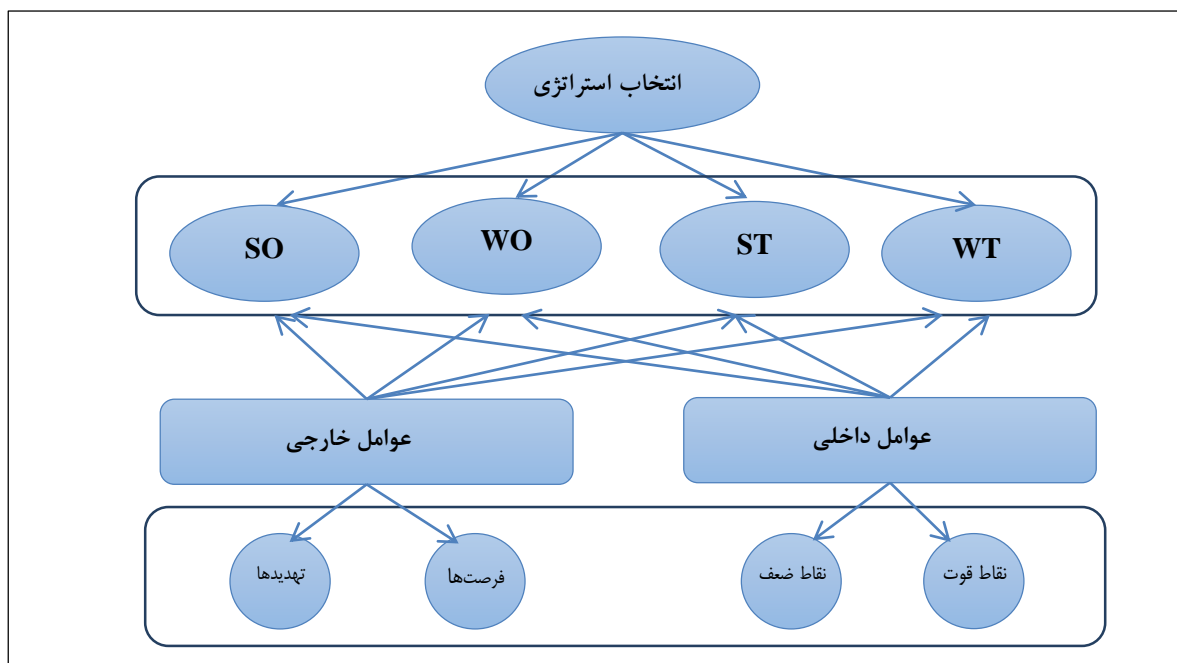 انتخاب استراتژی
SO
WO
ST
WT
عوامل داخلی
عوامل خارجی
نقاط قوت
نقاط ضعف
فرصت‌ها
تهدیدها